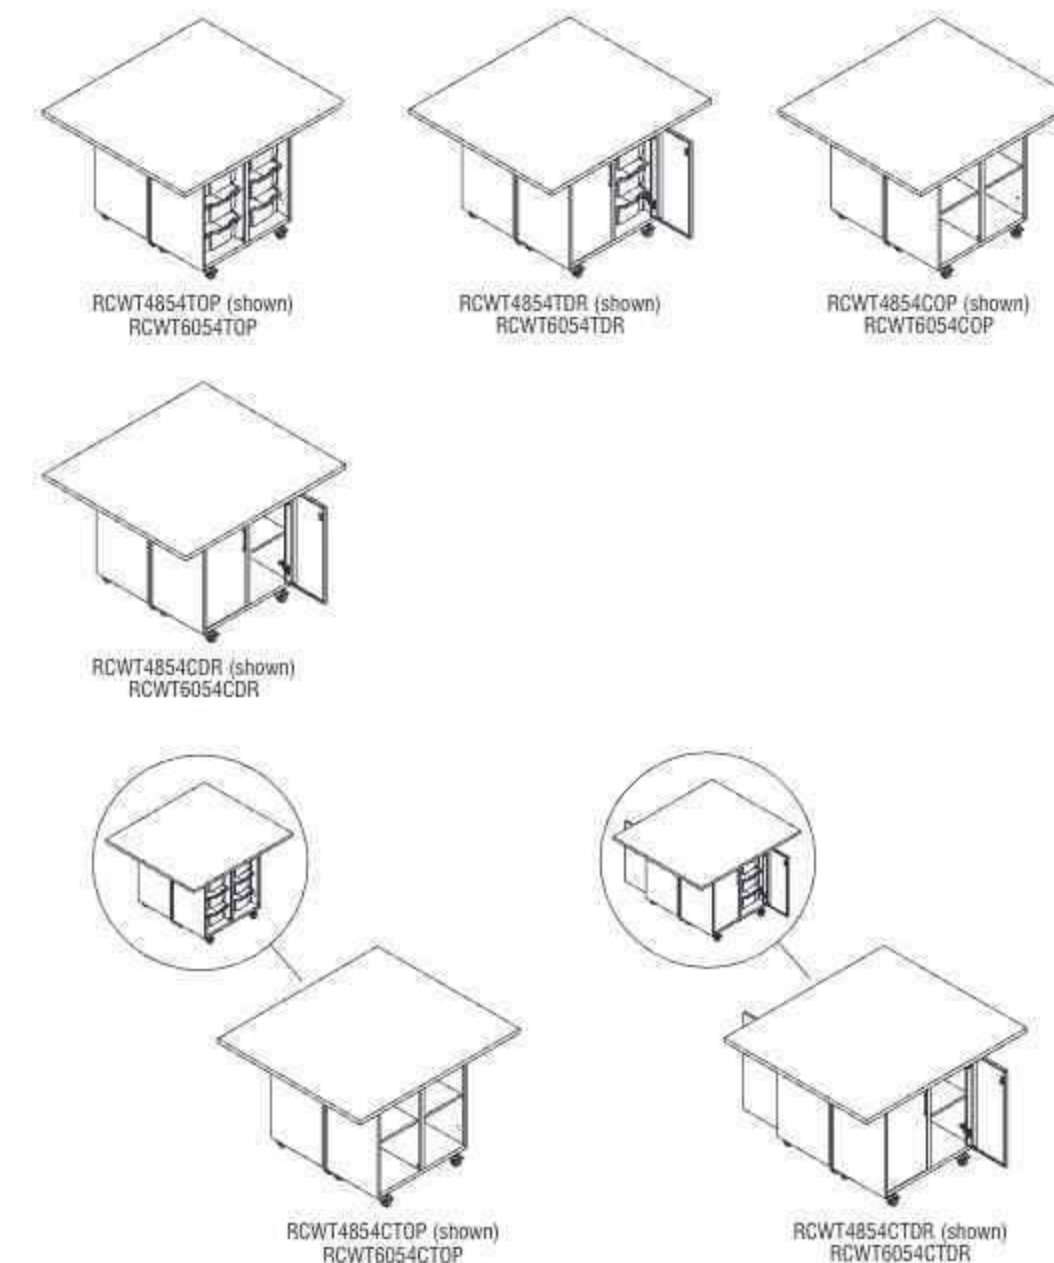 RCWT4854TOP (shown)
RCWT6054TOP
RCWT4854TDR (shown)
RCWT6054TDR
RCWT4854COP (shown)
RCWT6054COP
RCWT4854CDR (shown)
RCWT6054CDR
RCWT4854CTOP (shown)
RCWT6054CTOP
RCWT4854CTDR (shown)
RCWT6054CTDR